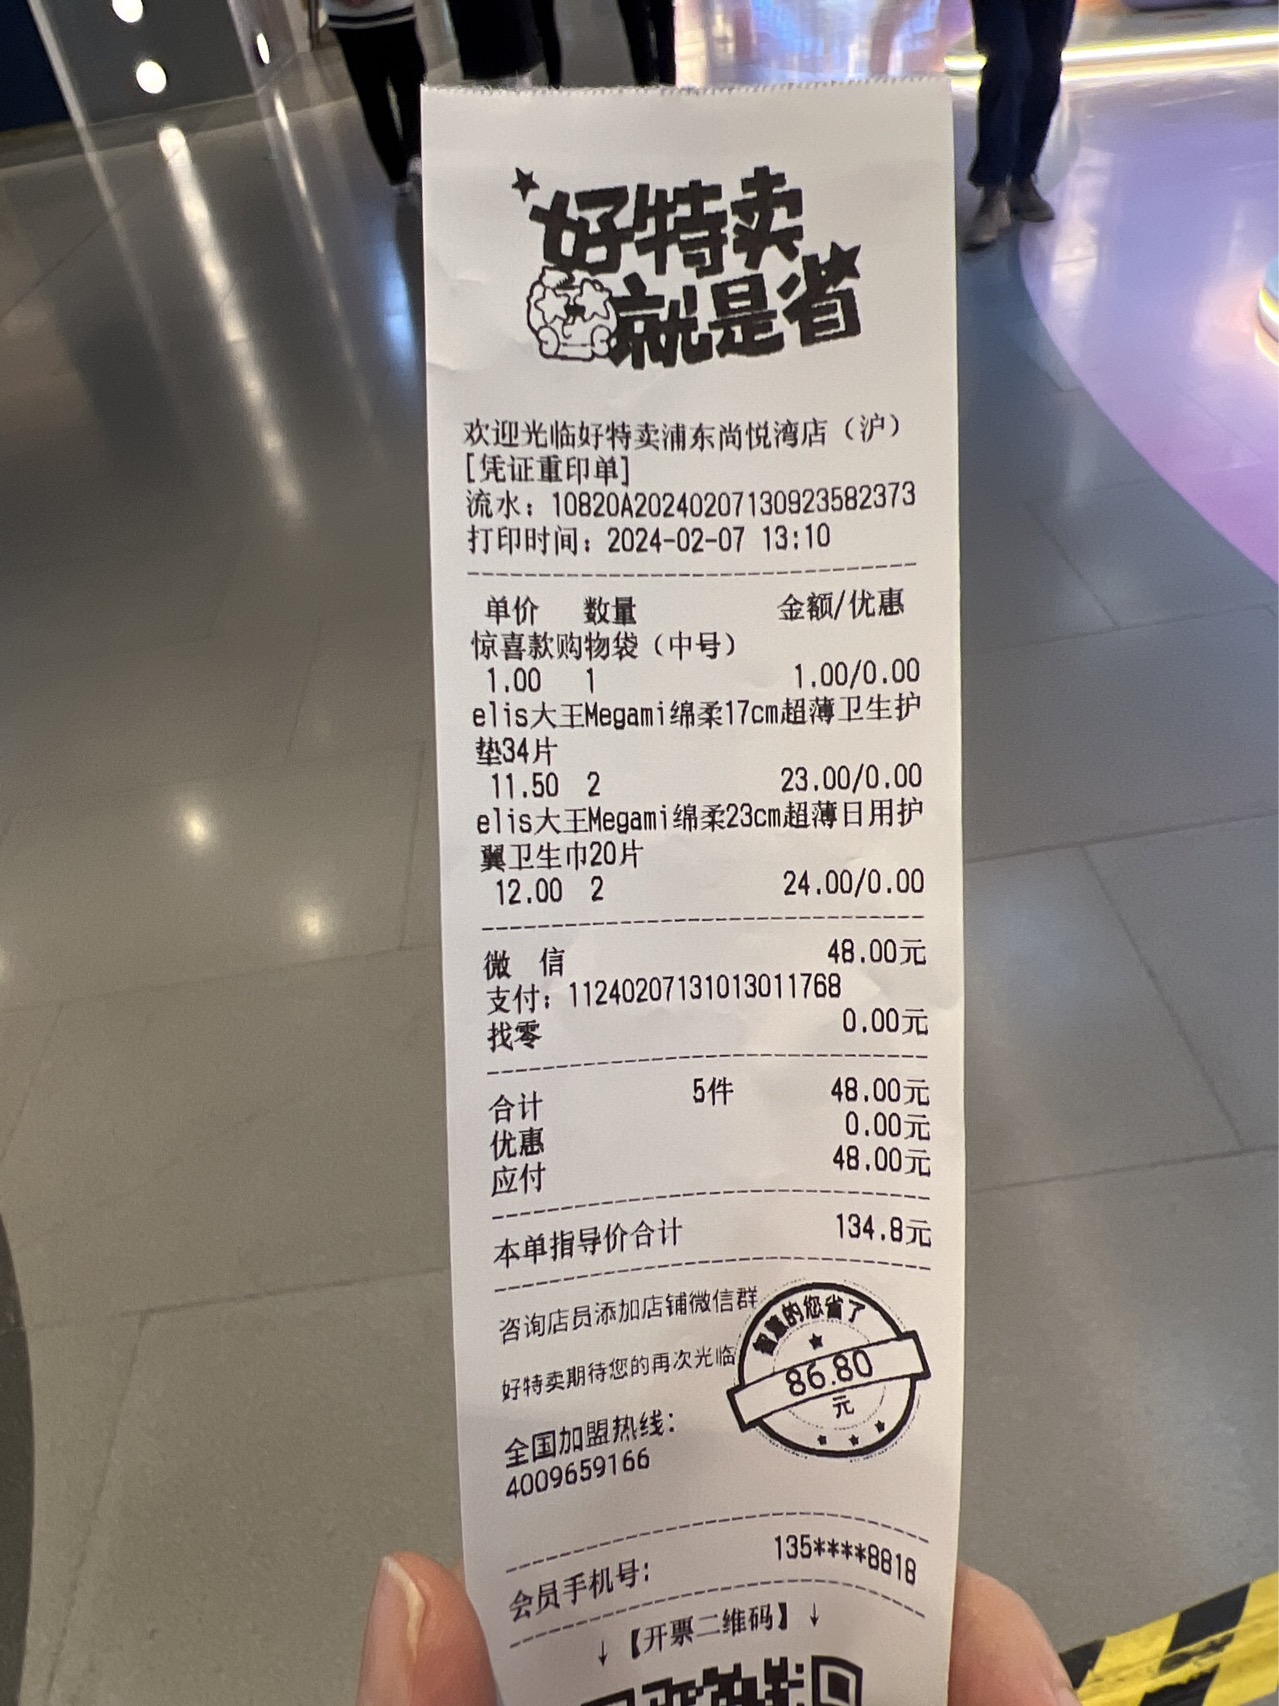 好特卖
就是省
欢迎光临好特卖浦东尚悦湾店（沪）
[凭证重印单]
流水：10820A202402071309235823​73
打印时间：2024-02-07 13:10
单价 数量 金额/优惠
惊喜款购物袋（中号）
1.00 1 1.00/0.00
elis大王Megami绵柔17cm超薄卫生护
垫34片
11.50 2 23.00/0.00
elis大王Megami绵柔23cm超薄日用护
翼卫生巾20片
12.00 2 24.00/0.00
微 信 48.00元
支付：11240207131013011768
找零 0.00元
合计 5件 48.00元
优惠 0.00元
应付 48.00元
本单指导价合计 134.8元
咨询店员添加店铺微信群
好特卖期待您的再次光临
的您省了
86.80
元
全国加盟热线：
4009659166
会员手机号： 135****8818
↓【开票二维码】↓